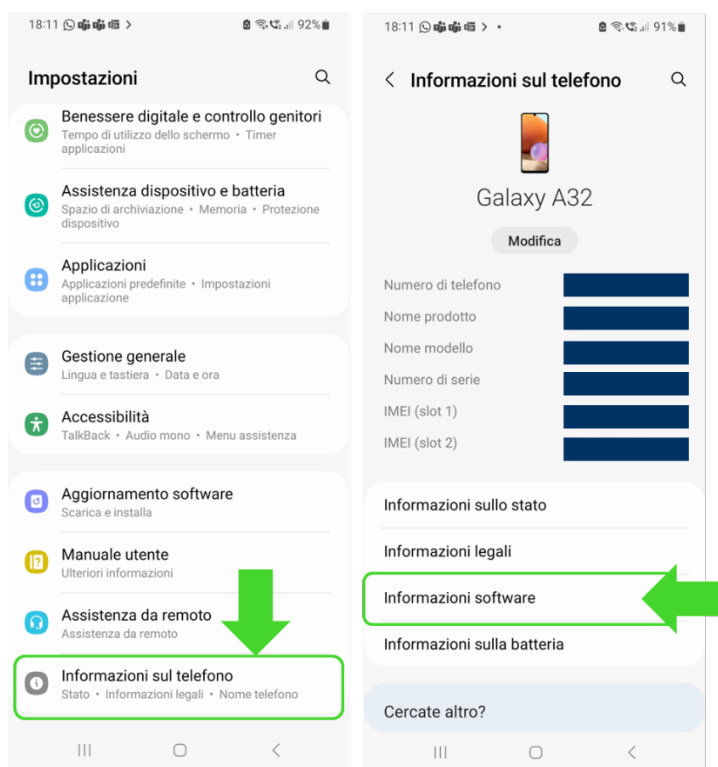 18:11 92%
Impostazioni
Benessere digitale e controllo genitori
Tempo di utilizzo dello schermo • Timer
applicazioni
Assistenza dispositivo e batteria
Spazio di archiviazione • Memoria • Protezione
dispositivo
Applicazioni
Applicazioni predefinite • Impostazioni
applicazione
Gestione generale
Lingua e tastiera • Data e ora
Accessibilità
TalkBack • Audio mono • Menu assistenza
Aggiornamento software
Scarica e installa
Manuale utente
Ulteriori informazioni
Assistenza da remoto
Assistenza da remoto
Informazioni sul telefono
Stato • Informazioni legali • Nome telefono
18:11 91%
Informazioni sul telefono
Galaxy A32
Modifica
Numero di telefono
Nome prodotto
Nome modello
Numero di serie
IMEI (slot 1)
IMEI (slot 2)
Informazioni sullo stato
Informazioni legali
Informazioni software
Informazioni sulla batteria
Cercate altro?